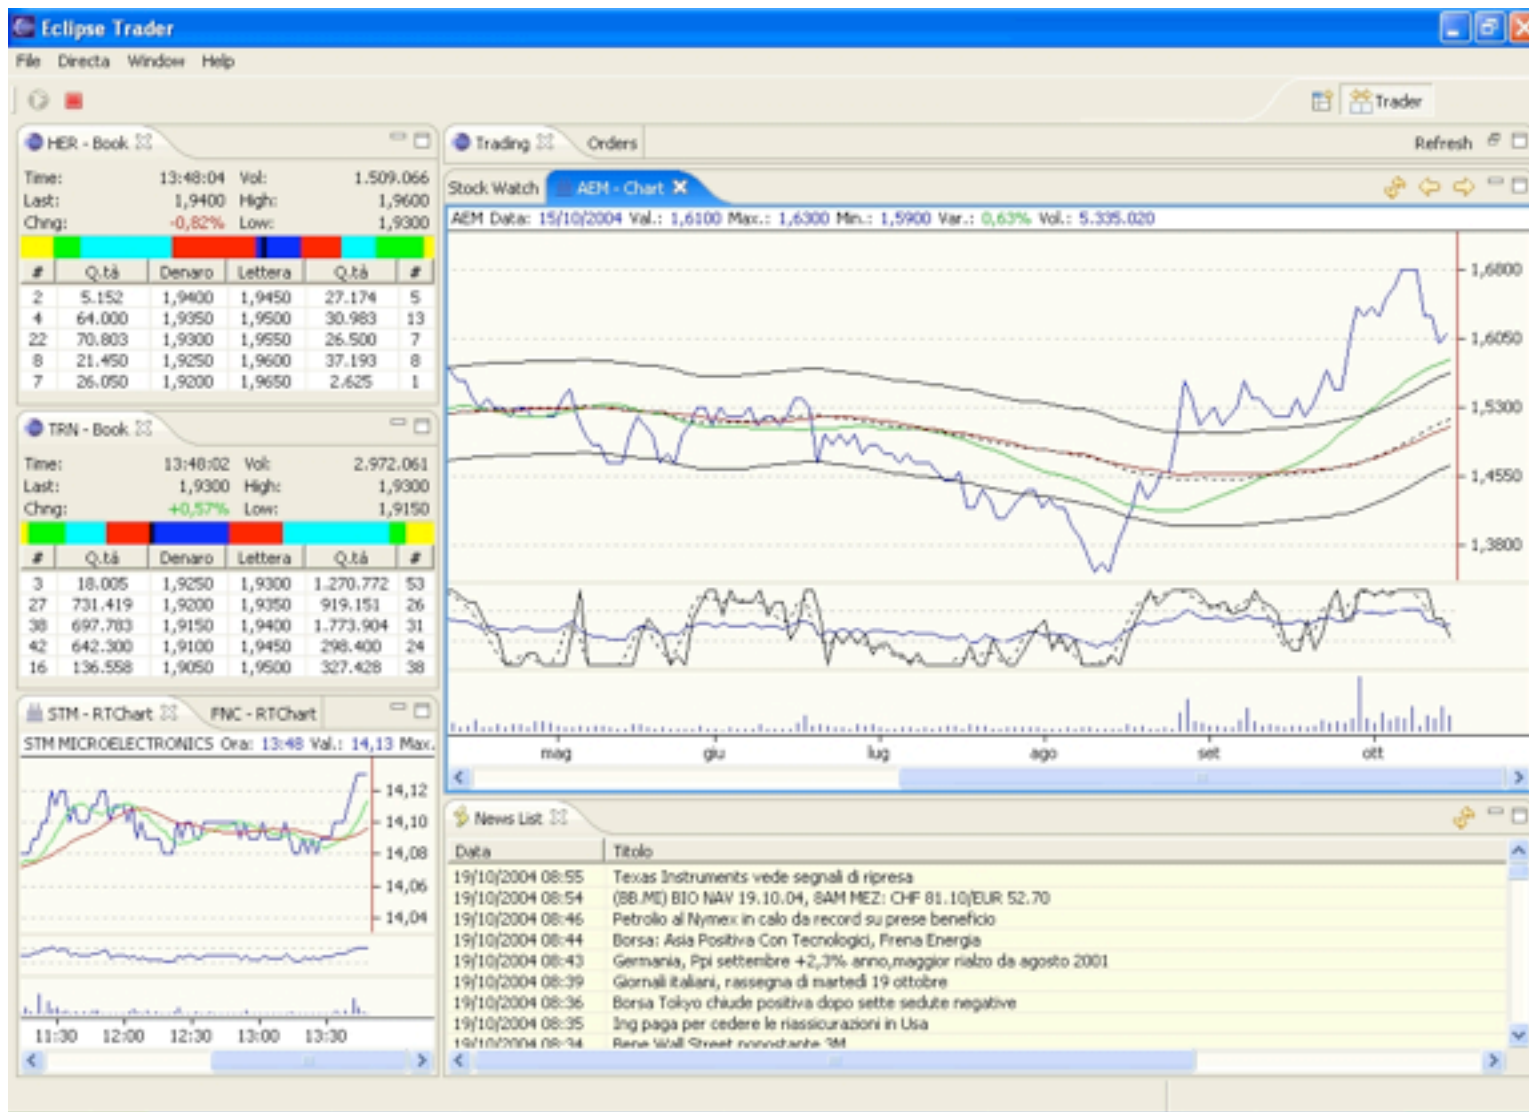 Eclipse Trader
File Directa Window Help
Trader
HER - Book
Time: 13:48:04 Vol: 1.509.066
Last: 1,9400 High: 1,9600
Chng: -0,82% Low: 1,9300
# Q.tà Denaro Lettera Q.tà #
2 5.152 1,9400 1,9450 27.174 5
4 64.000 1,9350 1,9500 30.983 13
22 70.803 1,9300 1,9550 26.500 7
8 21.450 1,9250 1,9600 37.193 8
7 26.050 1,9200 1,9650 2.625 1
TRN - Book
Time: 13:48:02 Vol: 2.972.061
Last: 1,9300 High: 1,9300
Chng: +0,57% Low: 1,9150
# Q.tà Denaro Lettera Q.tà #
3 18.005 1,9250 1,9300 1.270.772 53
27 731.419 1,9200 1,9350 919.151 26
38 697.783 1,9150 1,9400 1.773.904 31
42 642.300 1,9100 1,9450 298.400 24
16 136.558 1,9050 1,9500 327.428 38
STM - RTChart FNC - RTChart
STM MICROELECTRONICS Ora: 13:48 Val.: 14,13 Max.
14,12
14,10
14,08
14,06
14,04
11:30 12:00 12:30 13:00 13:30
Trading Orders Refresh
Stock Watch AEM - Chart
AEM Data: 15/10/2004 Val.: 1,6100 Max.: 1,6300 Min.: 1,5900 Var.: 0,63% Vol.: 5.335.020
1,6800
1,6050
1,5300
1,4550
1,3800
mag giu lug ago set ott
News List
Data Titolo
19/10/2004 08:55 Texas Instruments vede segnali di ripresa
19/10/2004 08:54 (BB.MI) BIO NAV 19.10.04, 8AM MEZ: CHF 81.10/EUR 52.70
19/10/2004 08:46 Petrolio al Nymex in calo da record su prese beneficio
19/10/2004 08:44 Borsa: Asia Positiva Con Tecnologici, Frena Energia
19/10/2004 08:43 Germania, Ppi settembre +2,3% anno,maggior rialzo da agosto 2001
19/10/2004 08:39 Giornali italiani, rassegna di martedì 19 ottobre
19/10/2004 08:36 Borsa Tokyo chiude positiva dopo sette sedute negative
19/10/2004 08:35 Ing paga per cedere le riassicurazioni in Usa
19/10/2004 08:34 Bene Wall Street nonostante 3M